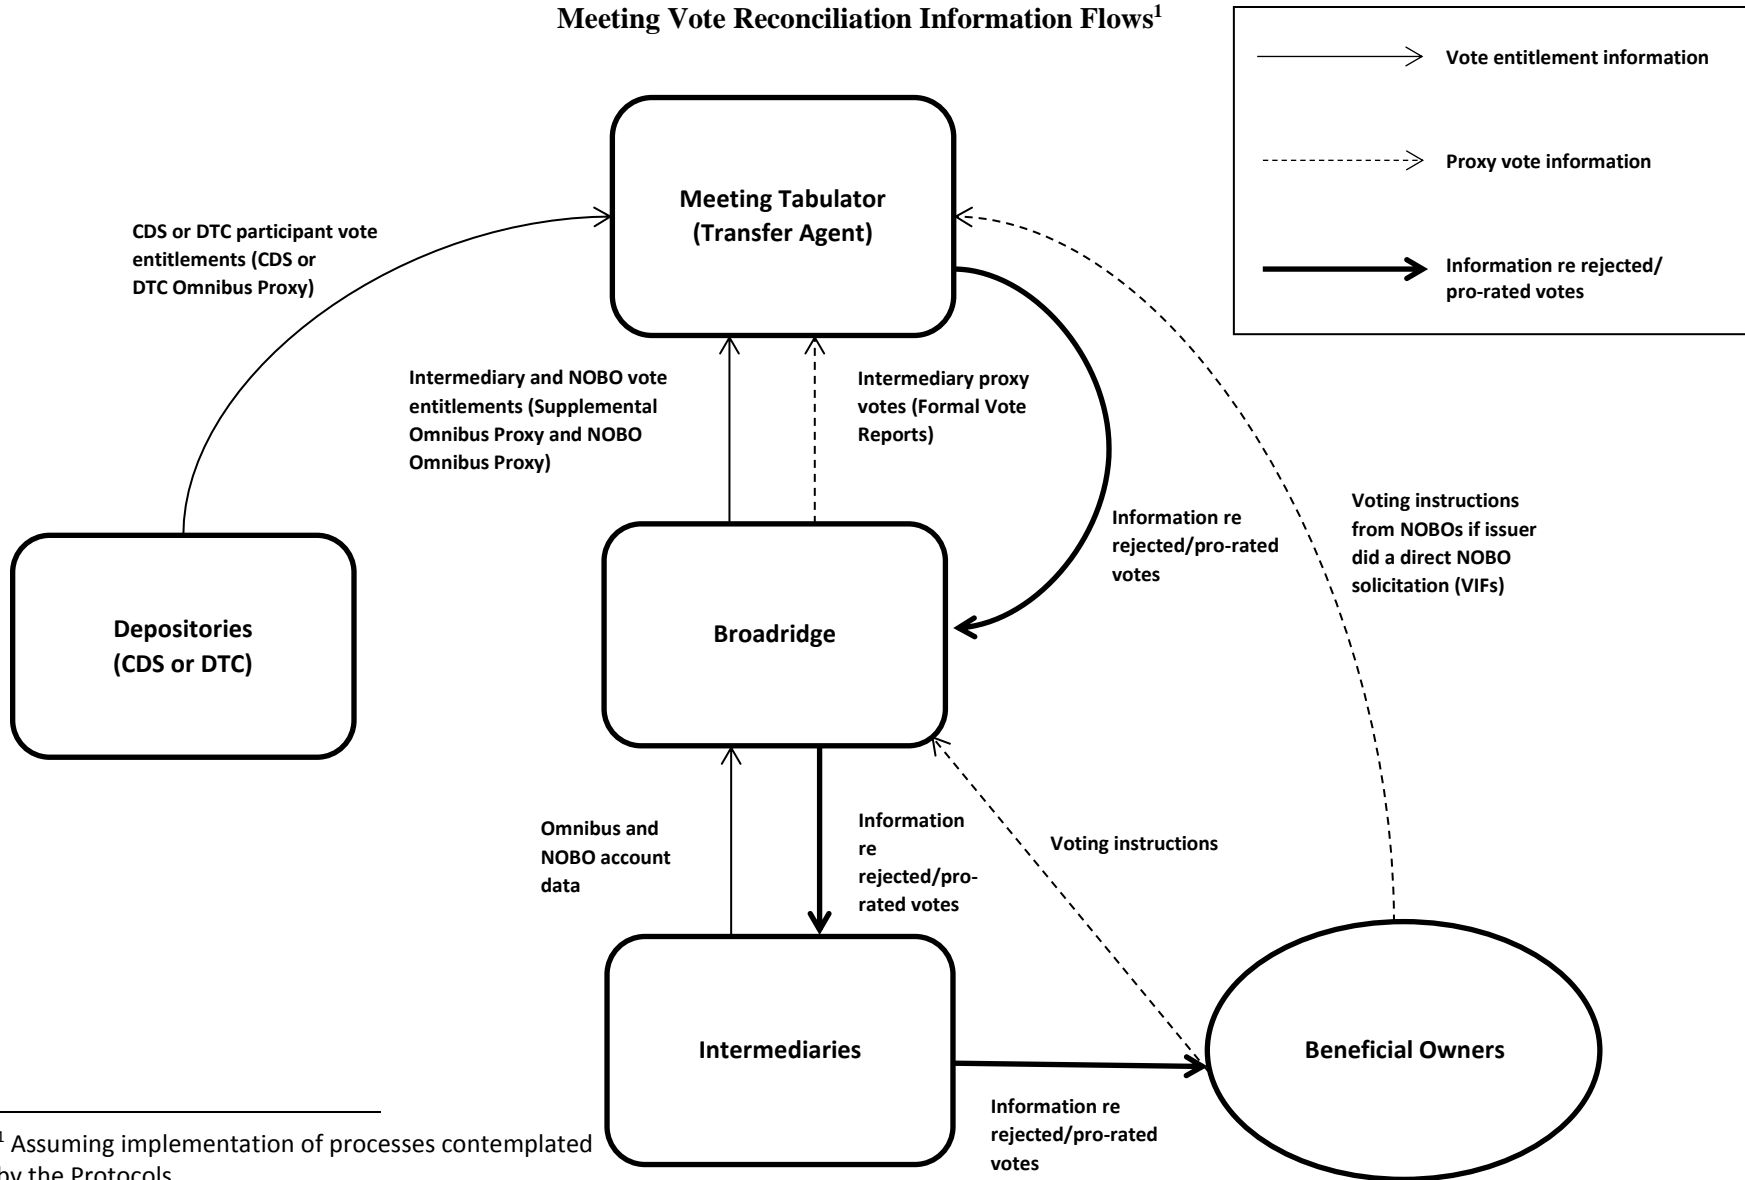 Meeting Vote Reconciliation Information Flows¹
Vote entitlement information
Proxy vote information
Information re rejected/
pro-rated votes
Meeting Tabulator
(Transfer Agent)
CDS or DTC participant vote
entitlements (CDS or
DTC Omnibus Proxy)
Intermediary and NOBO vote
entitlements (Supplemental
Omnibus Proxy and NOBO
Omnibus Proxy)
Intermediary proxy
votes (Formal Vote
Reports)
Information re
rejected/pro-rated
votes
Voting instructions
from NOBOs if issuer
did a direct NOBO
solicitation (VIFs)
Depositories
(CDS or DTC)
Broadridge
Omnibus and
NOBO account
data
Information
re
rejected/pro-
rated votes
Voting instructions
Intermediaries
Beneficial Owners
Information re
rejected/pro-rated
votes
¹ Assuming implementation of processes contemplated
by the Protocols